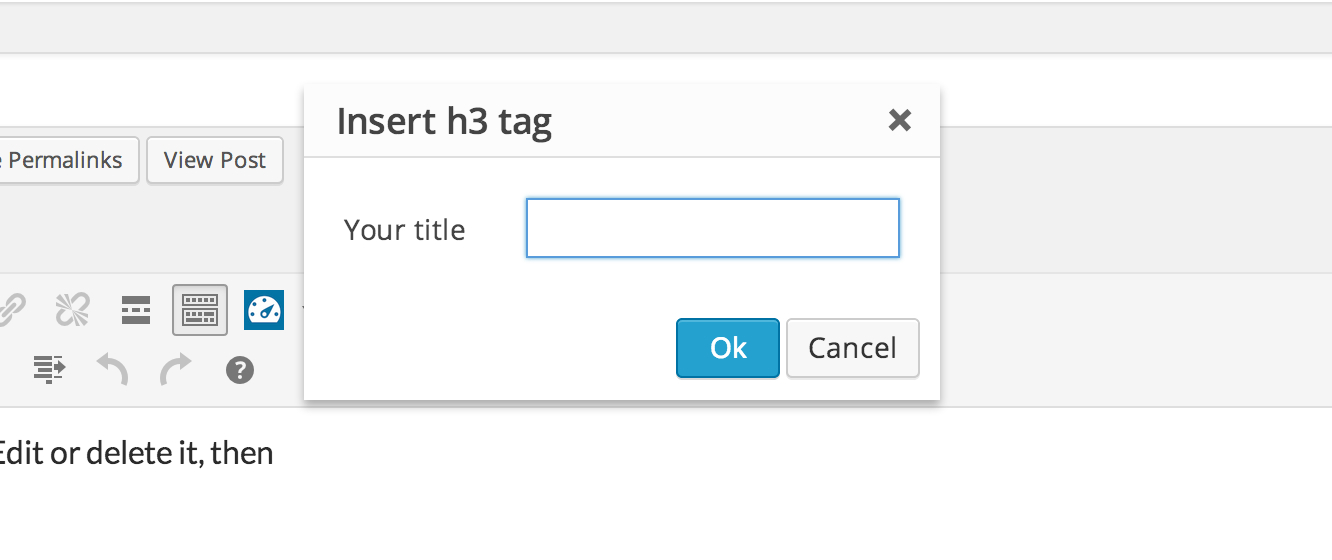 Insert h3 tag
Permalinks
View Post
Your title
Ok
Cancel
Edit or delete it, then